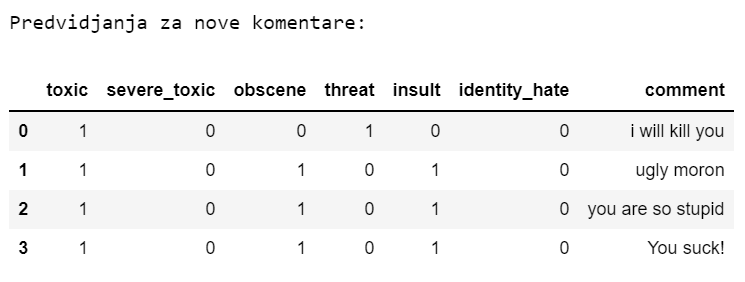 Predvidjanja za nove komentare:
toxic severe_toxic obscene threat insult identity_hate comment
0 1 0 0 1 0 0 i will kill you
1 1 0 1 0 1 0 ugly moron
2 1 0 1 0 1 0 you are so stupid
3 1 0 1 0 1 0 You suck!